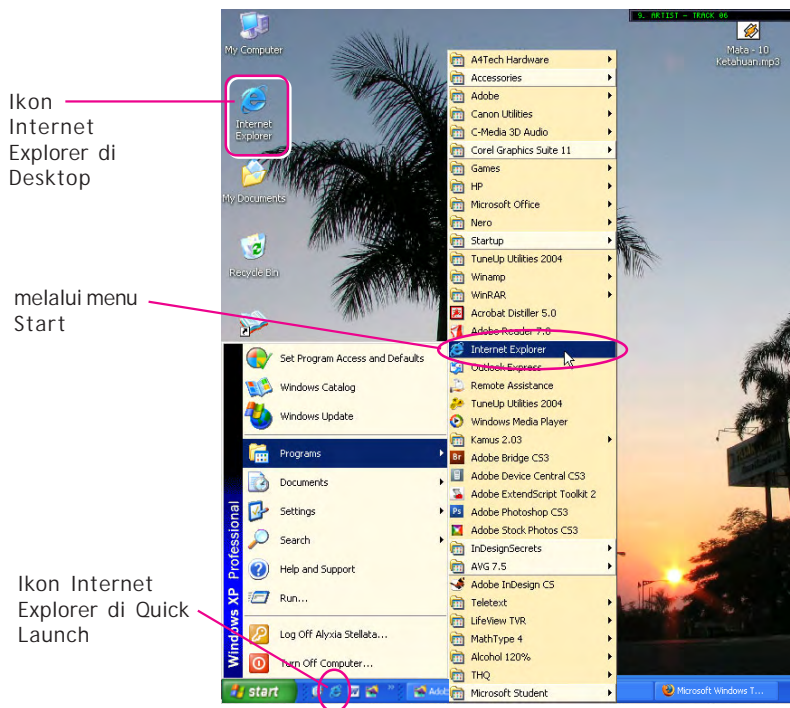 Ikon
Internet
Explorer di
Desktop
melalui menu
Start
Ikon Internet
Explorer di Quick
Launch
9. ARTIST - TRACK 06
My Computer
Internet
Explorer
My Documents
Recycle Bin
Mata - 10
Ketahuan.mp3
A4Tech Hardware
Accessories
Adobe
Canon Utilities
C-Media 3D Audio
Corel Graphics Suite 11
Games
HP
Microsoft Office
Nero
Startup
TuneUp Utilities 2004
Winamp
WinRAR
Acrobat Distiller 5.0
Adobe Reader 7.0
Internet Explorer
Outlook Express
Remote Assistance
TuneUp Utilities 2004
Windows Media Player
Kamus 2.03
Adobe Bridge CS3
Adobe Device Central CS3
Adobe ExtendScript Toolkit 2
Adobe Photoshop CS3
Adobe Stock Photos CS3
InDesignSecrets
AVG 7.5
Adobe InDesign CS
Teletext
LifeView TVR
MathType 4
Alcohol 120%
THQ
Microsoft Student
Set Program Access and Defaults
Windows Catalog
Windows Update
Programs
Documents
Settings
Search
Help and Support
Run...
Log Off Alyxia Stellata...
Turn Off Computer...
Windows XP Professional
start
Adob
Microsoft Windows T...